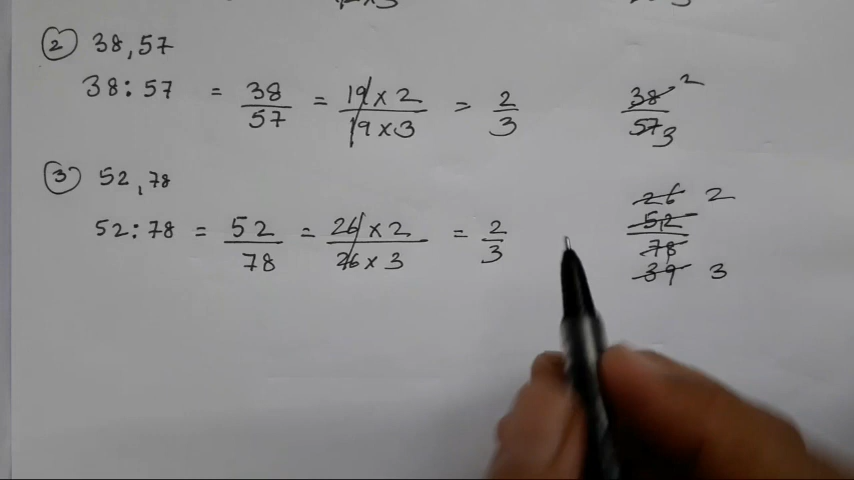 ② 38, 57
38 : 57 = 38/57 = 19 x 2/19 x 3 = 2/3 38/57 2 3
③ 52, 78
52 : 78 = 52/78 = 26 x 2/26 x 3 = 2/3 26 2 52/78 39 3